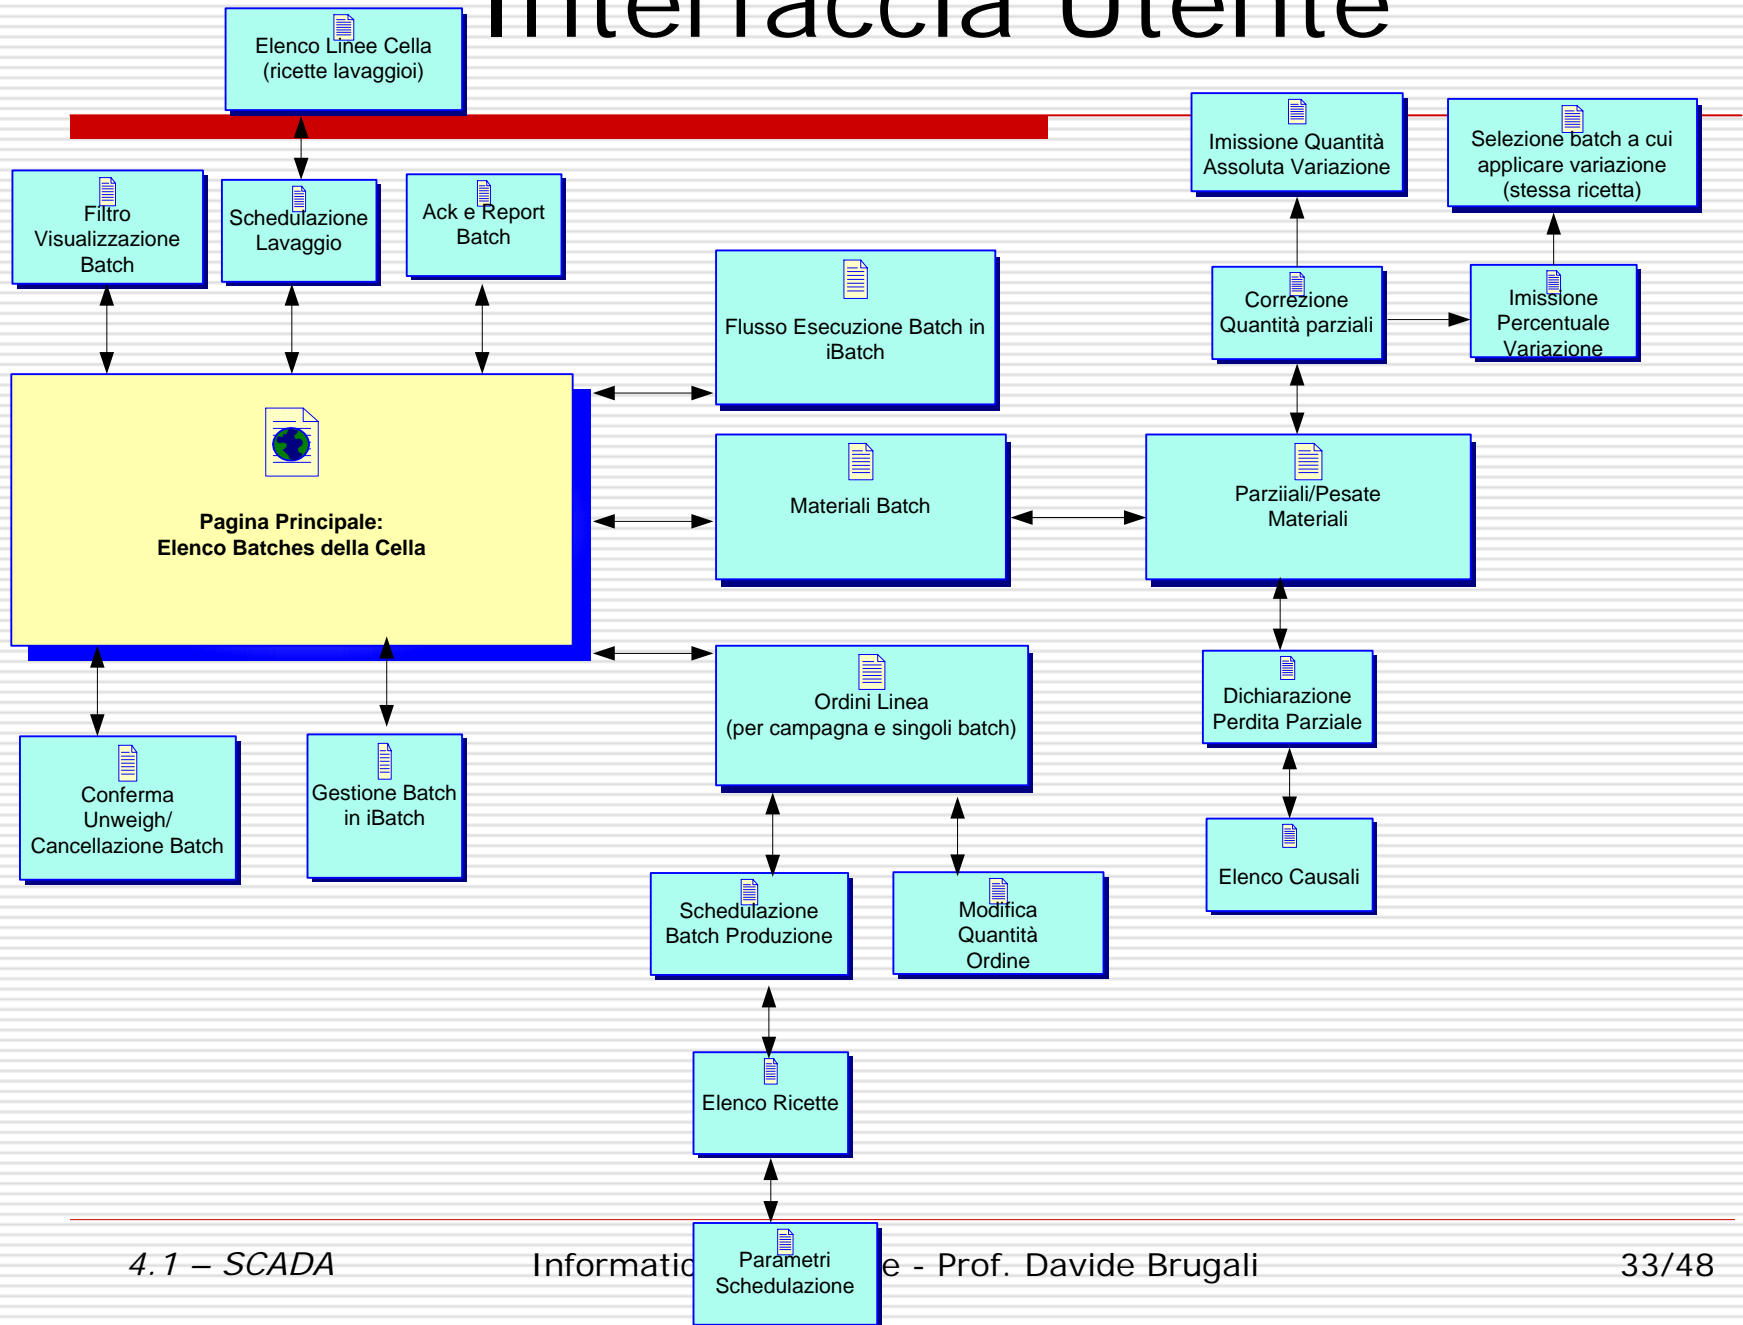 Interfaccia Utente
Elenco Linee Cella
(ricette lavaggioi)
Imissione Quantità
Assoluta Variazione
Selezione batch a cui
applicare variazione
(stessa ricetta)
Filtro
Visualizzazione
Batch
Schedulazione
Lavaggio
Ack e Report
Batch
Flusso Esecuzione Batch in
iBatch
Correzione
Quantità parziali
Imissione
Percentuale
Variazione
Pagina Principale:
Elenco Batches della Cella
Materiali Batch
Parziiali/Pesate
Materiali
Ordini Linea
(per campagna e singoli batch)
Dichiarazione
Perdita Parziale
Conferma
Unweigh/
Cancellazione Batch
Gestione Batch
in iBatch
Elenco Causali
Schedulazione
Batch Produzione
Modifica
Quantità
Ordine
Elenco Ricette
Parametri
Schedulazione
4.1 – SCADA
e - Prof. Davide Brugali
33/48